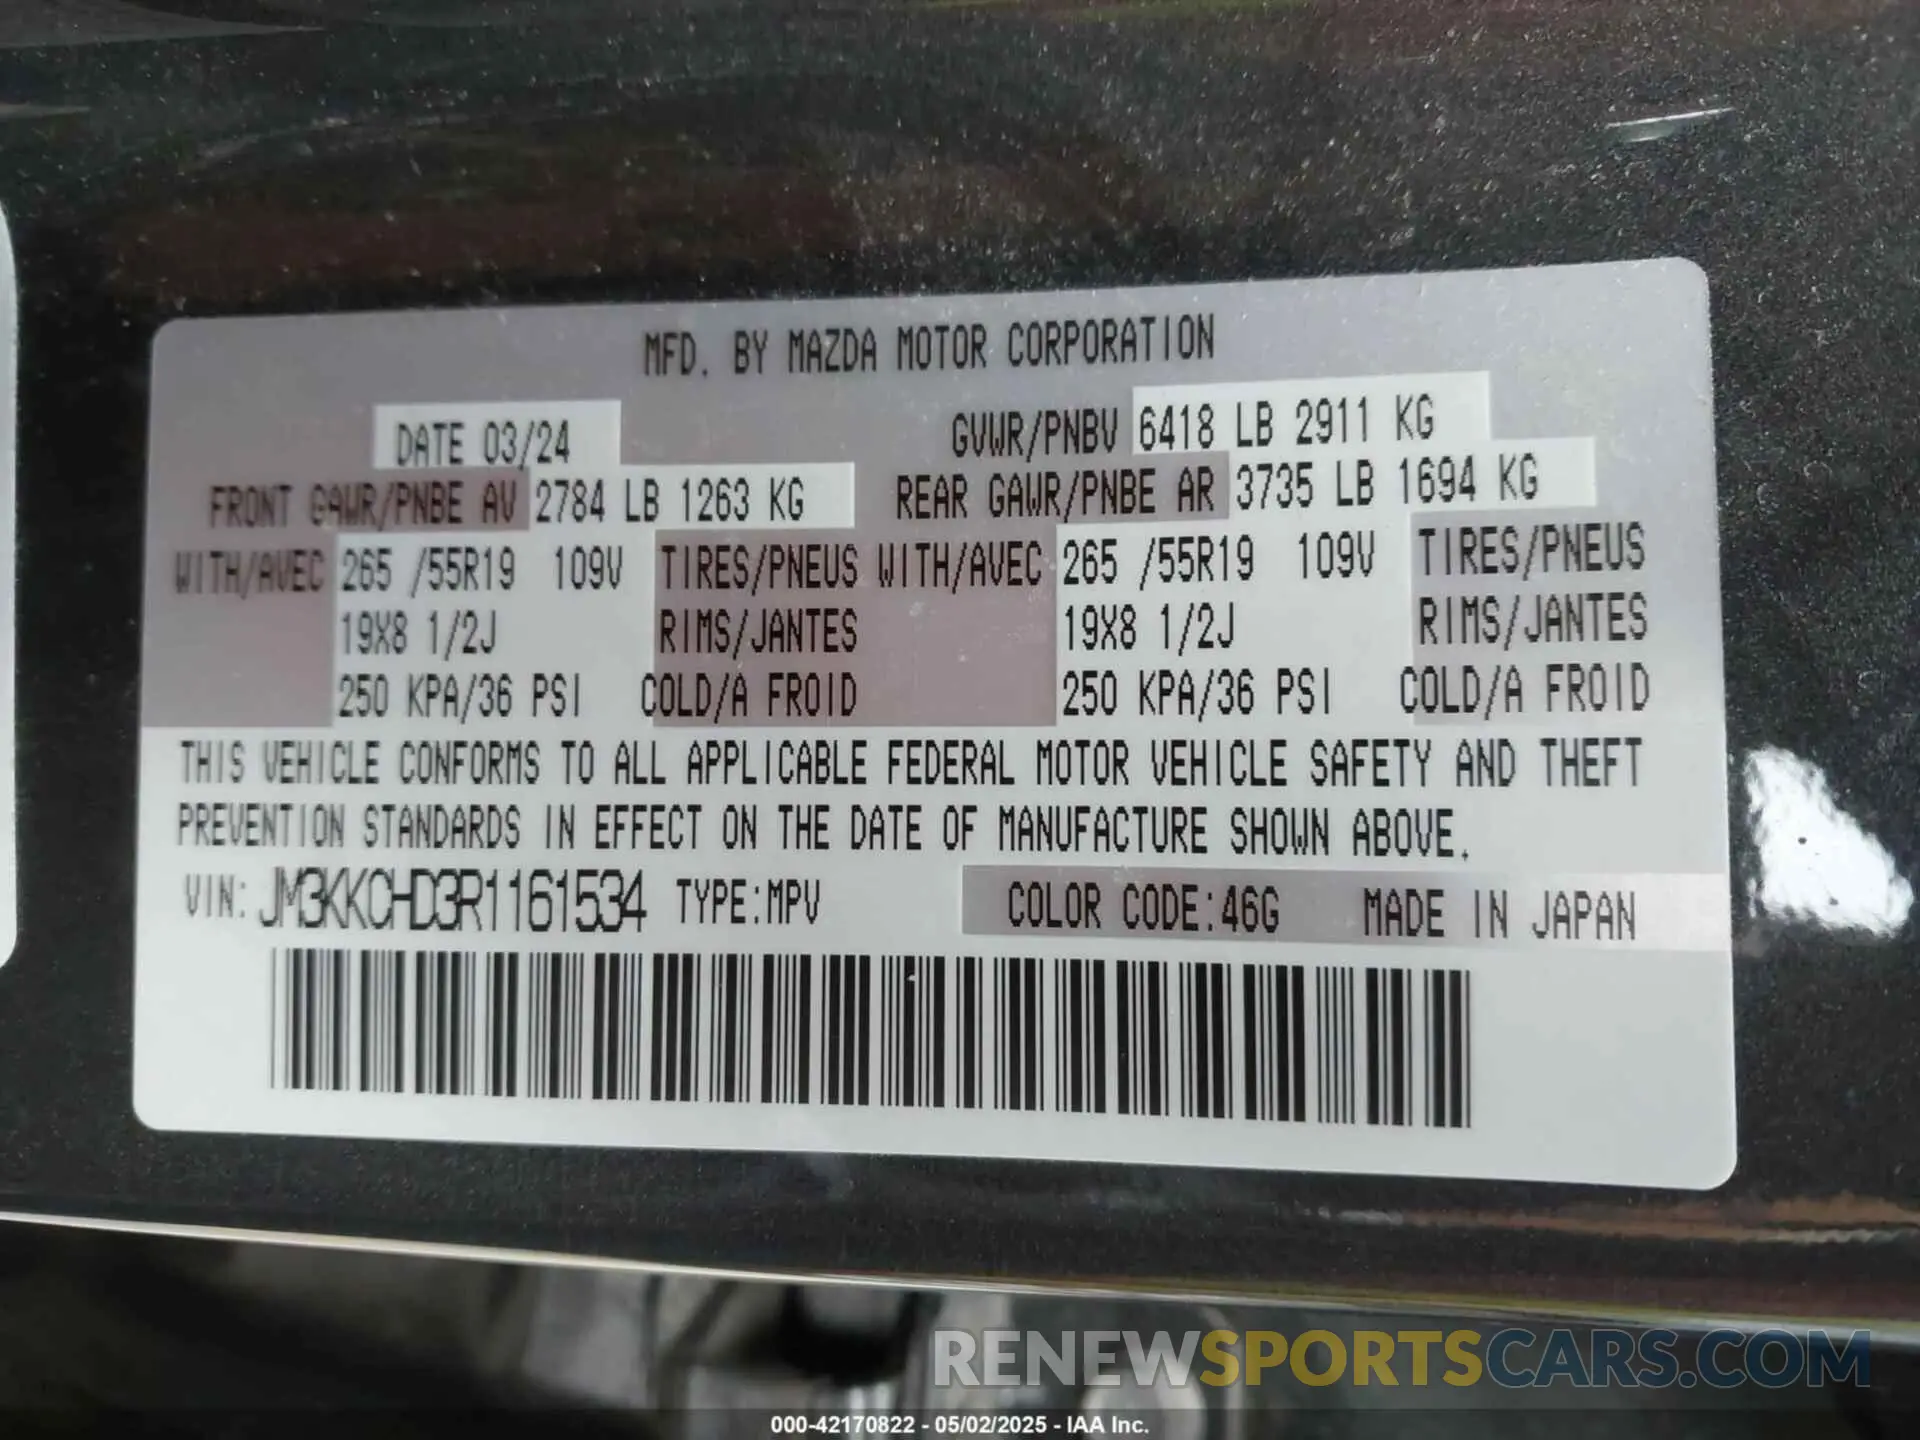 MFD. BY MAZDA MOTOR CORPORATION
DATE 03/24 GVWR/PNBV 6418 LB 2911 KG
FRONT GAWR/PNBE AV 2784 LB 1263 KG REAR GAWR/PNBE AR 3735 LB 1694 KG
WITH/AVEC 265 /55R19 109V TIRES/PNEUS WITH/AVEC 265 /55R19 109V TIRES/PNEUS
19X8 1/2J RIMS/JANTES 19X8 1/2J RIMS/JANTES
250 KPA/36 PSI COLD/A FROID 250 KPA/36 PSI COLD/A FROID
THIS VEHICLE CONFORMS TO ALL APPLICABLE FEDERAL MOTOR VEHICLE SAFETY AND THEFT
PREVENTION STANDARDS IN EFFECT ON THE DATE OF MANUFACTURE SHOWN ABOVE.
VIN: JM3KKCHD3R1161534 TYPE:MPV COLOR CODE:46G MADE IN JAPAN
RENEWSPORTSCARS.COM
000-42170822 - 05/02/2025 - IAA Inc.